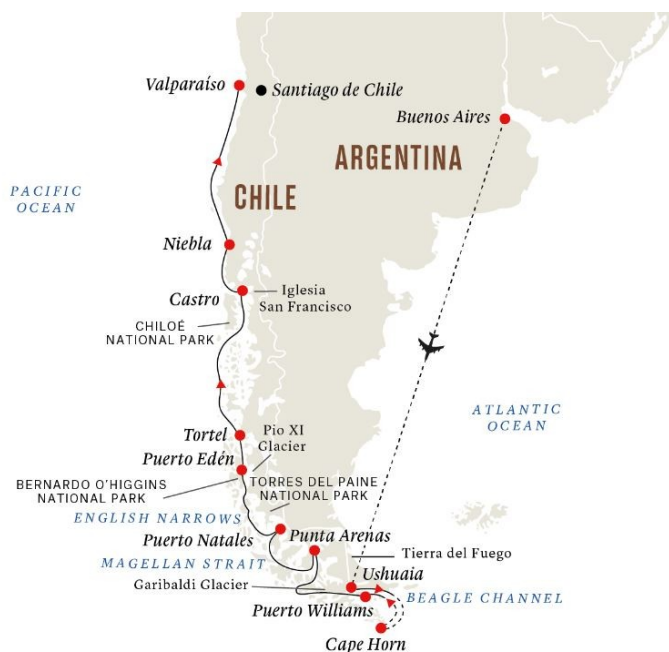 Valparaíso
Santiago de Chile
Buenos Aires
ARGENTINA
PACIFIC
OCEAN
CHILE
Niebla
Castro
Iglesia
San Francisco
CHILOÉ
NATIONAL PARK
ATLANTIC
OCEAN
Tortel
Pio XI
Glacier
Puerto Edén
BERNARDO O'HIGGINS
NATIONAL PARK
TORRES DEL PAINE
NATIONAL PARK
ENGLISH NARROWS
Puerto Natales
Punta Arenas
MAGELLAN STRAIT
Tierra del Fuego
Garibaldi Glacier
Ushuaia
Puerto Williams
BEAGLE CHANNEL
Cape Horn